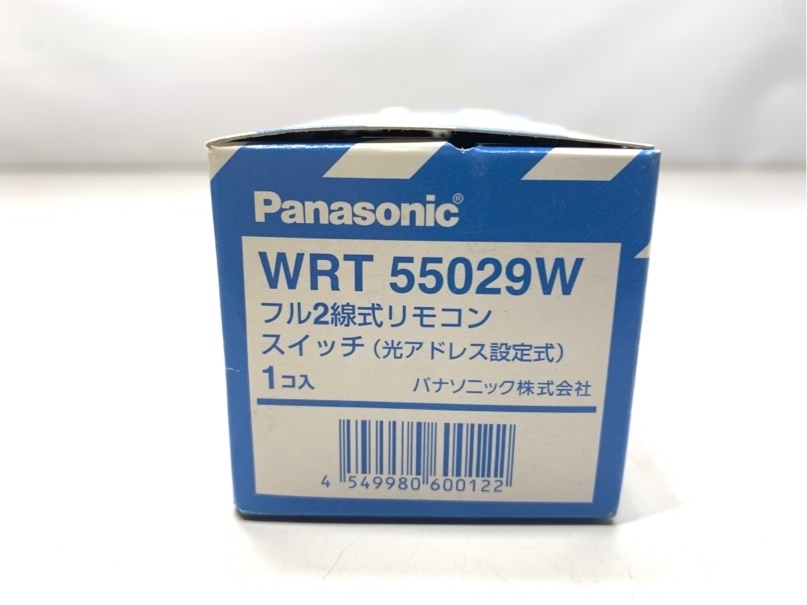 Panasonic®
WRT 55029W
フル2線式リモコン
スイッチ（光アドレス設定式）
1コ入 パナソニック株式会社
4 549980 600122